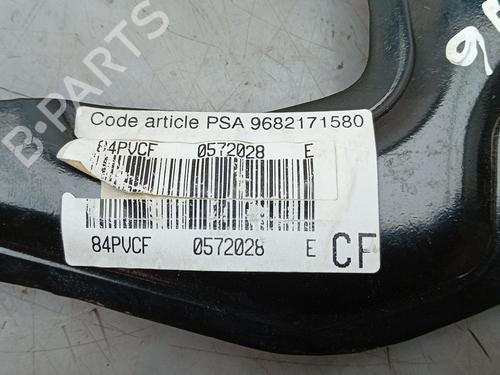 B-PARTS
Code article PSA 9682171580
84PVCF 0572028 E
84PVCF 0572028 E CF